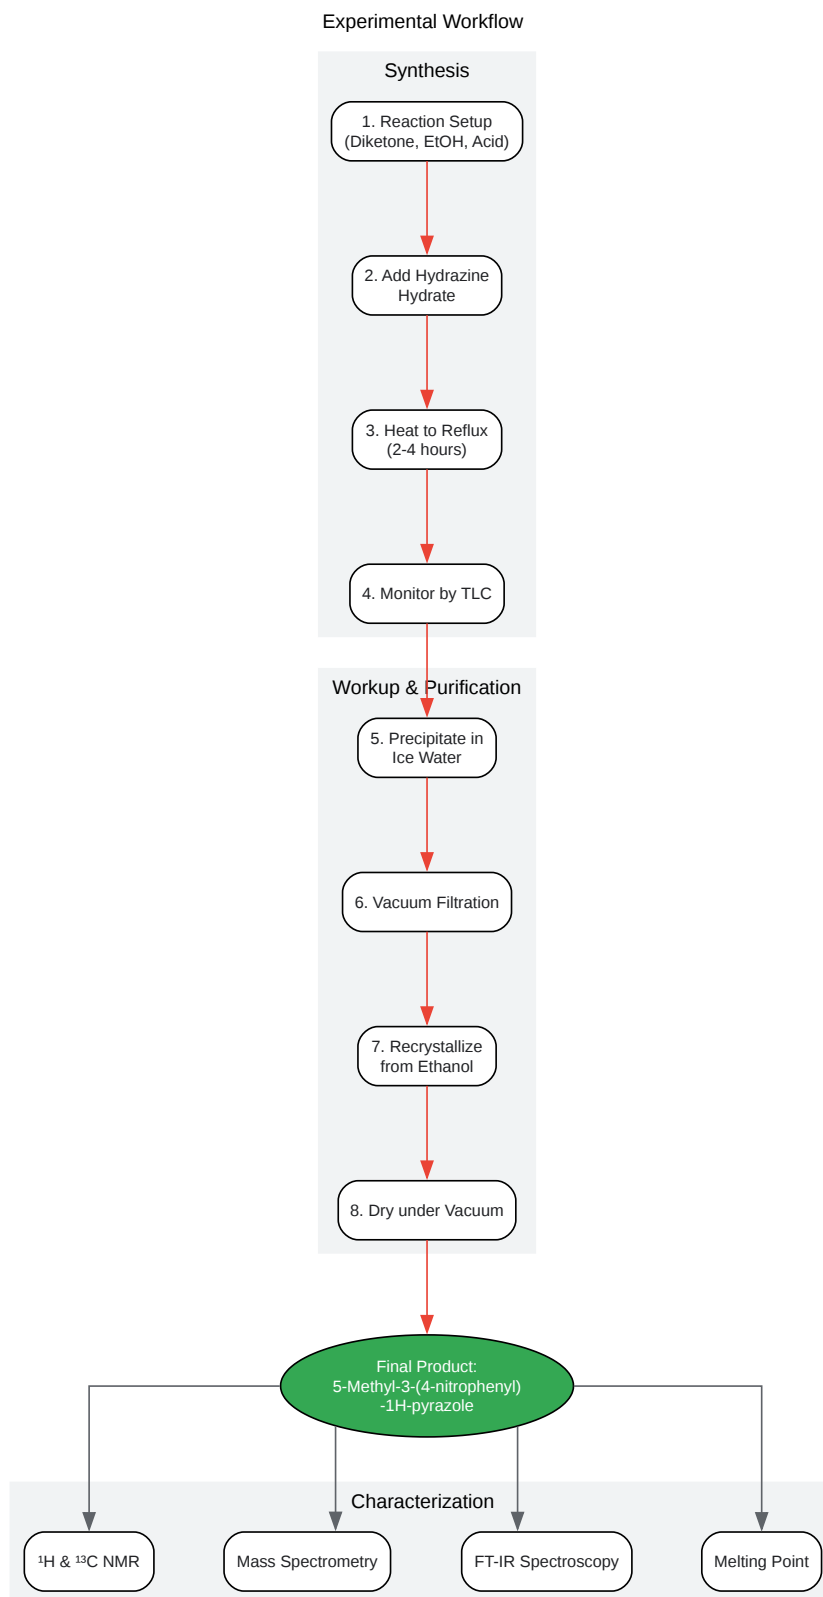 Experimental Workflow
Synthesis
1. Reaction Setup
(Diketone, EtOH, Acid)
2. Add Hydrazine
Hydrate
3. Heat to Reflux
(2-4 hours)
4. Monitor by TLC
Workup & Purification
5. Precipitate in
Ice Water
6. Vacuum Filtration
7. Recrystallize
from Ethanol
8. Dry under Vacuum
Final Product:
5-Methyl-3-(4-nitrophenyl)
-1H-pyrazole
Characterization
¹H & ¹³C NMR
Mass Spectrometry
FT-IR Spectroscopy
Melting Point